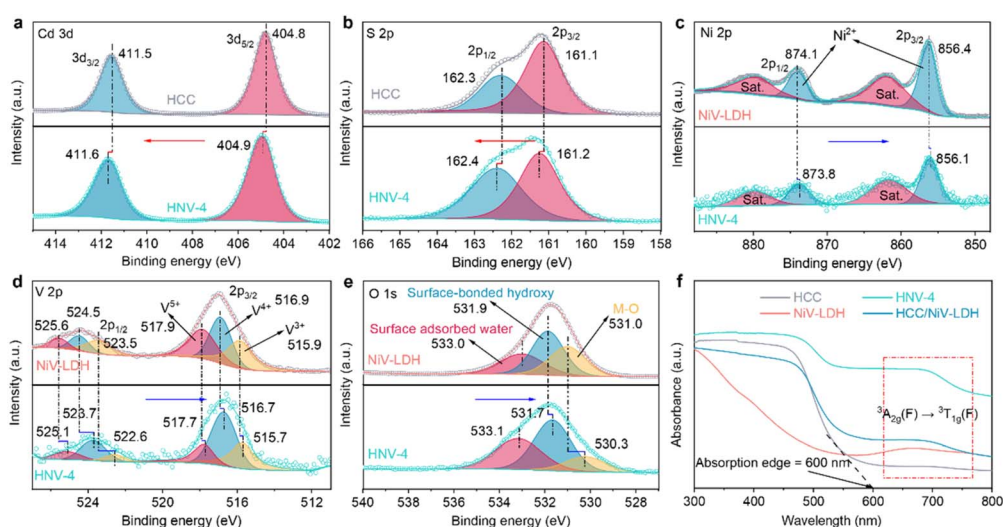 a
Cd 3d
3d5/2
404.8
3d3/2
411.5
HCC
411.6
404.9
HNV-4
Intensity (a.u.)
414 412 410 408 406 404 402
Binding energy (eV)
b
S 2p
2p3/2
2p1/2
161.1
162.3
HCC
162.4
161.2
HNV-4
Intensity (a.u.)
166 165 164 163 162 161 160 159 158
Binding energy (eV)
c
Ni 2p
Ni2+
2p3/2
874.1
856.4
2p1/2
Sat.
Sat.
NiV-LDH
873.8
856.1
Sat.
Sat.
HNV-4
Intensity (a.u.)
880 870 860 850
Binding energy (eV)
d
V 2p
V5+
2p3/2
516.9
524.5
V4+
525.6
2p1/2
517.9
V3+
523.5
515.9
NiV-LDH
516.7
523.7
517.7
525.1
522.6
515.7
HNV-4
Intensity (a.u.)
524 520 516 512
Binding energy (eV)
e
O 1s
Surface-bonded hydroxy
531.9
M-O
Surface adsorbed water
531.0
533.0
NiV-LDH
531.7
533.1
530.3
HNV-4
Intensity (a.u.)
540 538 536 534 532 530 528
Binding energy (eV)
f
HCC
HNV-4
NiV-LDH
HCC/NiV-LDH
3A2g(F) → 3T1g(F)
Absorption edge = 600 nm
Absorbance (a.u.)
300 400 500 600 700 800
Wavelength (nm)